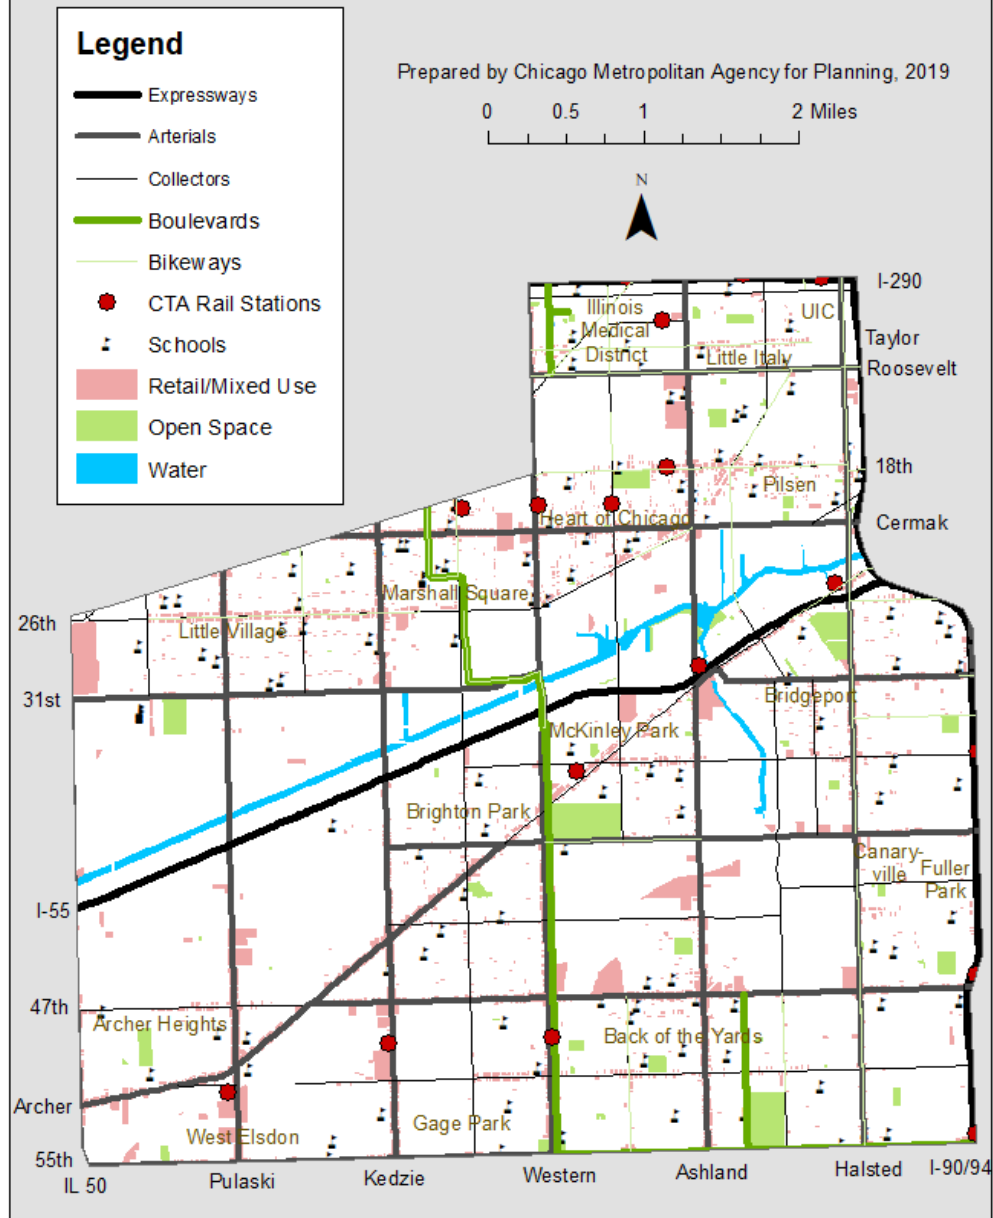 Legend
Expressways
Arterials
Collectors
Boulevards
Bikeways
CTA Rail Stations
Schools
Retail/Mixed Use
Open Space
Water
Prepared by Chicago Metropolitan Agency for Planning, 2019
0 0.5 1 2 Miles
N
I-290
Illinois
Medical
District
UIC
Taylor
Little Italy
Roosevelt
18th
Pilsen
Heart of Chicago
Cermak
Marshall Square
26th
Little Village
31st
Bridgeport
McKinley Park
Brighton Park
Canary-
ville
Fuller
Park
I-55
47th
Archer Heights
Back of the Yards
Archer
Gage Park
West Elsdon
55th
IL 50
Pulaski
Kedzie
Western
Ashland
Halsted
I-90/94